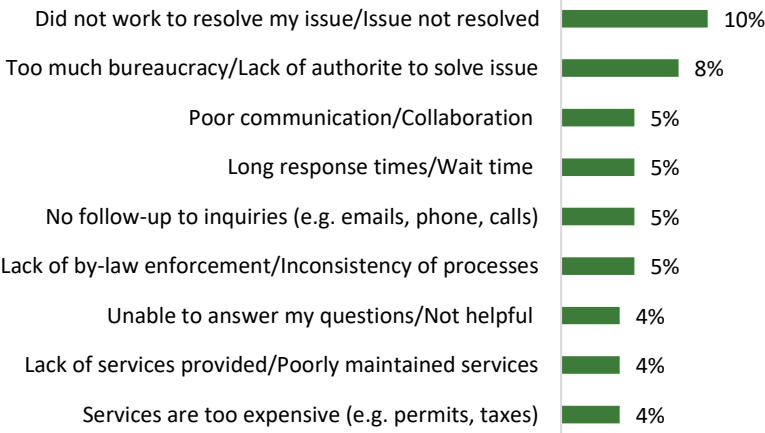 Did not work to resolve my issue/Issue not resolved 10%
Too much bureaucracy/Lack of authorite to solve issue 8%
Poor communication/Collaboration 5%
Long response times/Wait time 5%
No follow-up to inquiries (e.g. emails, phone, calls) 5%
Lack of by-law enforcement/Inconsistency of processes 5%
Unable to answer my questions/Not helpful 4%
Lack of services provided/Poorly maintained services 4%
Services are too expensive (e.g. permits, taxes) 4%